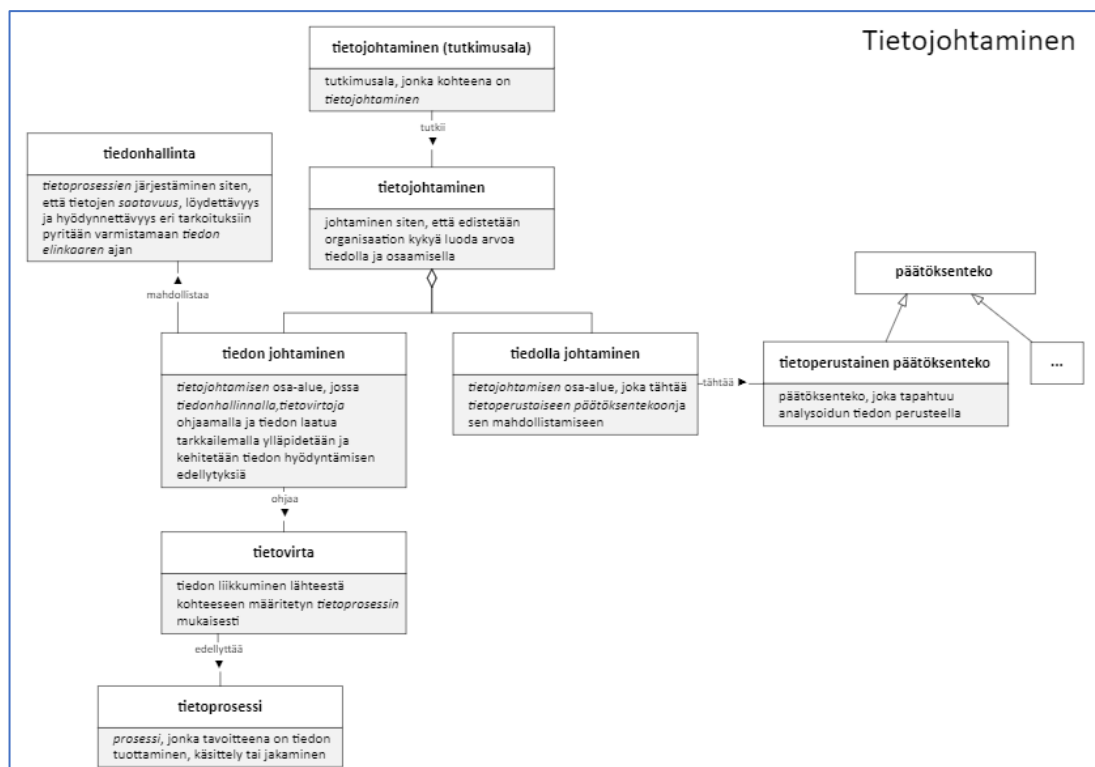 Tietojohtaminen
tietojohtaminen (tutkimusala)
tutkimusala, jonka kohteena on
tietojohtaminen
tutkii
tiedonhallinta
tietoprosessien järjestäminen siten,
että tietojen saatavuus, löydettävyys
ja hyödynnettävyys eri tarkoituksiin
pyritään varmistamaan tiedon
elinkaaren ajan
tietojohtaminen
johtaminen siten, että edistetään
organisaation kykyä luoda arvoa
tiedolla ja osaamisella
mahdollistaa
päätöksenteko
tiedon johtaminen
tietojohtamisen osa-alue, jossa
tiedonhallinnalla,tietovirtoja
ohjaamalla ja tiedon laatua
tarkkailemalla ylläpidetään ja
kehitetään tiedon hyödyntämisen
edellytyksiä
tiedolla johtaminen
tietojohtamisen osa-alue, joka tähtää
tietoperustaiseen päätöksentekoonja
sen mahdollistamiseen
tähtää
tietoperustainen päätöksenteko
päätöksenteko, joka tapahtuu
analysoidun tiedon perusteella
...
ohjaa
tietovirta
tiedon liikkuminen lähteestä
kohteeseen määritetyn tietoprosessin
mukaisesti
edellyttää
tietoprosessi
prosessi, jonka tavoitteena on tiedon
tuottaminen, käsittely tai jakaminen